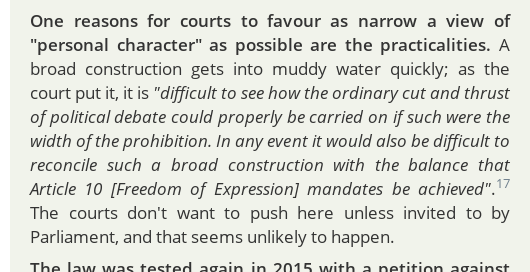 One reasons for courts to favour as narrow a view of
"personal character" as possible are the practicalities. A
broad construction gets into muddy water quickly; as the
court put it, it is "difficult to see how the ordinary cut and thrust
of political debate could properly be carried on if such were the
width of the prohibition. In any event it would also be difficult to
reconcile such a broad construction with the balance that
Article 10 [Freedom of Expression] mandates be achieved".17
The courts don't want to push here unless invited to by
Parliament, and that seems unlikely to happen.
The law was tested again in 2015 with a petition against